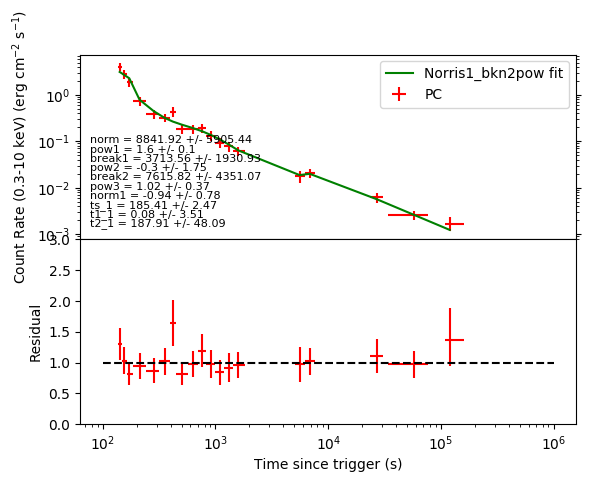 Norris1_bkn2pow fit
PC
Count Rate (0.3-10 keV) (erg cm⁻² s⁻¹)
10⁰
10⁻¹
10⁻²
10⁻³
norm = 8841.92 +/- 5905.44
pow1 = 1.6 +/- 0.1
break1 = 3713.56 +/- 1930.93
pow2 = -0.3 +/- 1.75
break2 = 7615.82 +/- 4351.07
pow3 = 1.02 +/- 0.37
norm1 = -0.94 +/- 0.78
ts_1 = 185.41 +/- 2.47
t1_1 = 0.08 +/- 3.51
t2_1 = 187.91 +/- 48.09
Residual
3.0
2.5
2.0
1.5
1.0
0.5
0.0
10² 10³ 10⁴ 10⁵ 10⁶
Time since trigger (s)